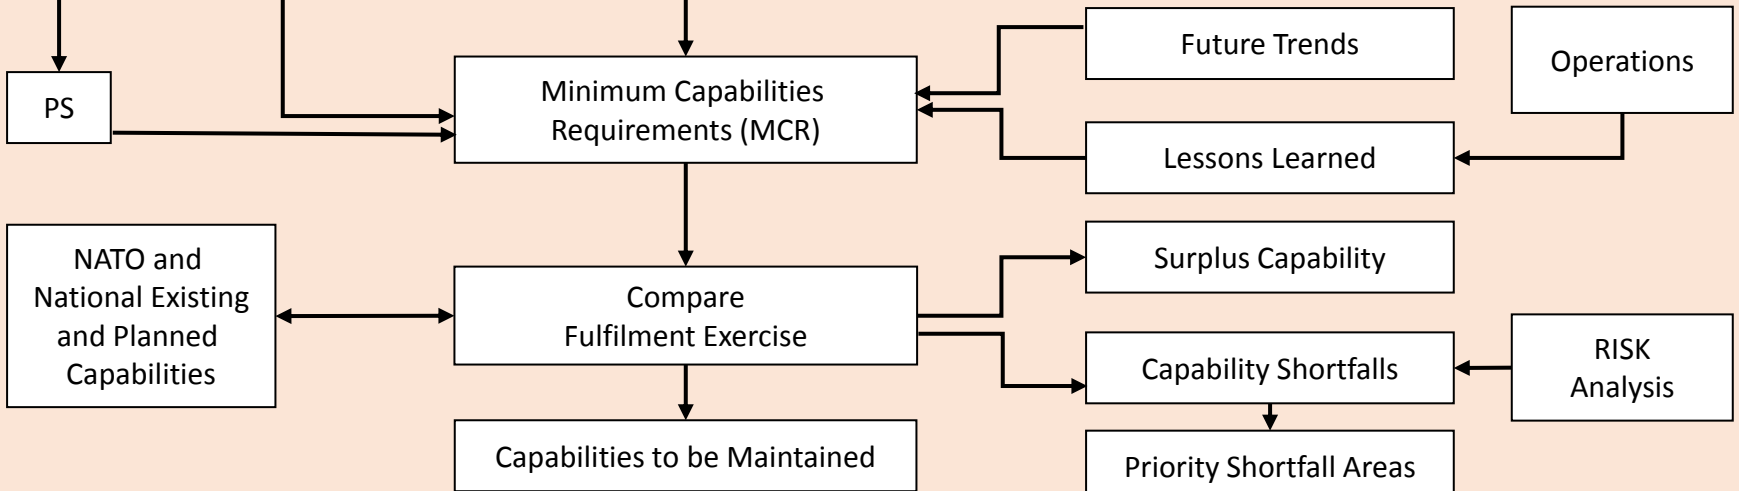 Future Trends
Operations
PS
Minimum Capabilities
Requirements (MCR)
Lessons Learned
NATO and
National Existing
and Planned
Capabilities
Compare
Fulfilment Exercise
Surplus Capability
Capability Shortfalls
RISK
Analysis
Capabilities to be Maintained
Priority Shortfall Areas